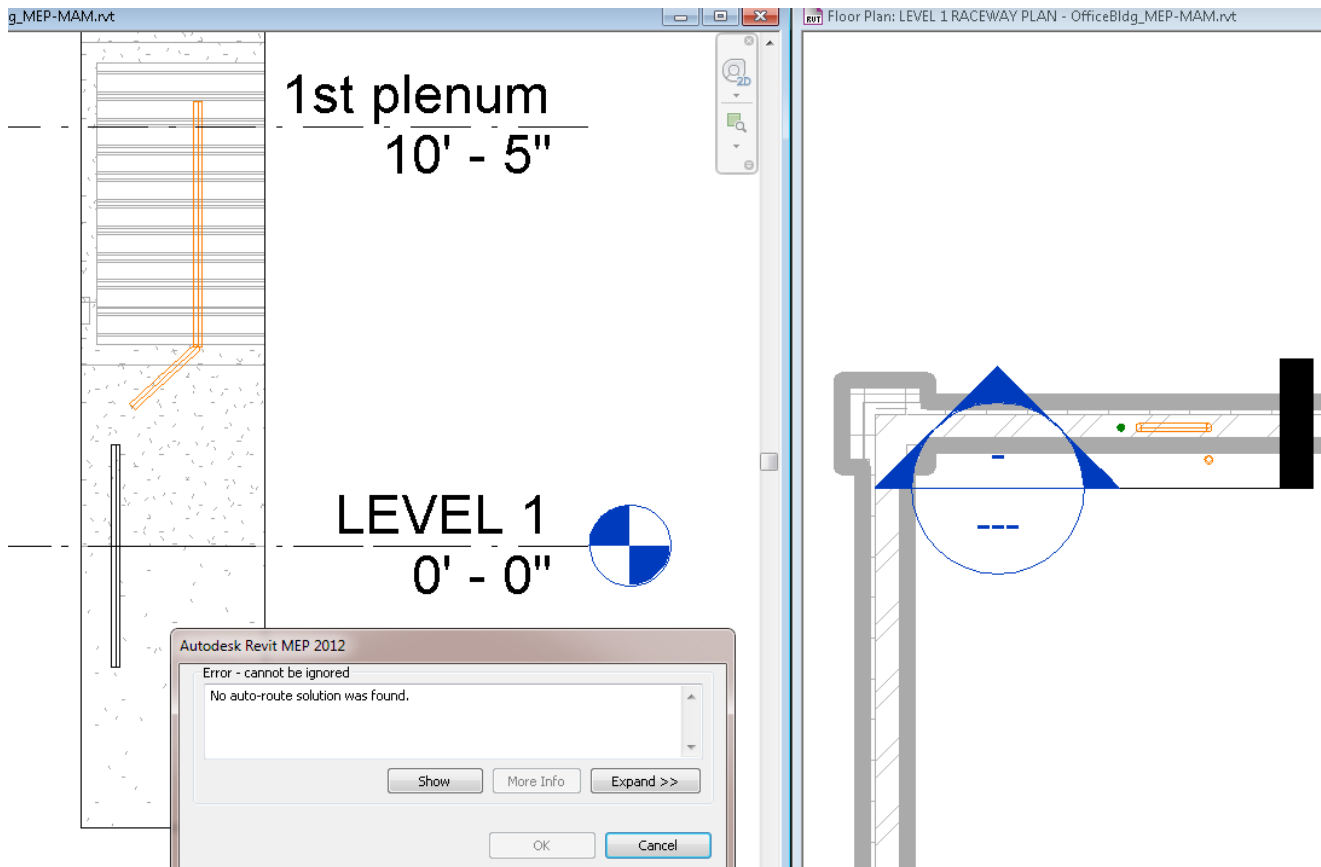 g_MEP-MAM.rvt
RVT Floor Plan: LEVEL 1 RACEWAY PLAN - OfficeBldg_MEP-MAM.rvt
2D
1st plenum
10' - 5"
LEVEL 1
0' - 0"
Autodesk Revit MEP 2012
Error - cannot be ignored
No auto-route solution was found.
Show
More Info
Expand >>
OK
Cancel